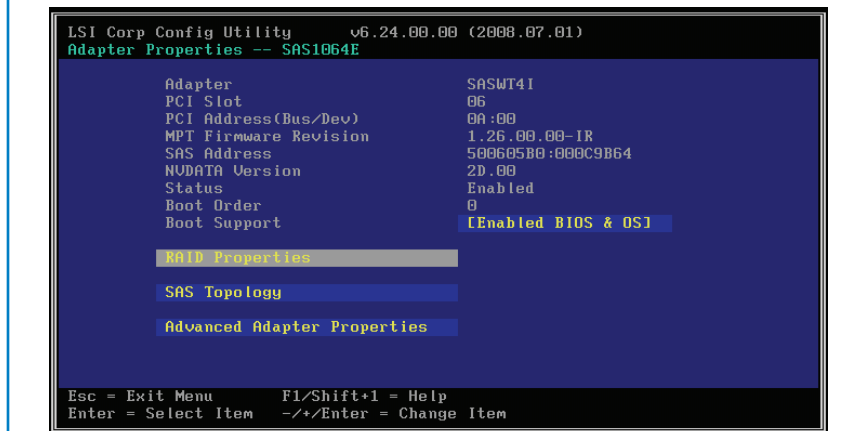 LSI Corp Config Utility v6.24.00.00 (2008.07.01)
Adapter Properties -- SAS1064E
Adapter SASWT4I
PCI Slot 06
PCI Address(Bus/Dev) 0A:00
MPT Firmware Revision 1.26.00.00-IR
SAS Address 500605B0:000C9B64
NVDATA Version 2D.00
Status Enabled
Boot Order 0
Boot Support [Enabled BIOS & OS]
RAID Properties
SAS Topology
Advanced Adapter Properties
Esc = Exit Menu F1/Shift+1 = Help
Enter = Select Item -/+/Enter = Change Item